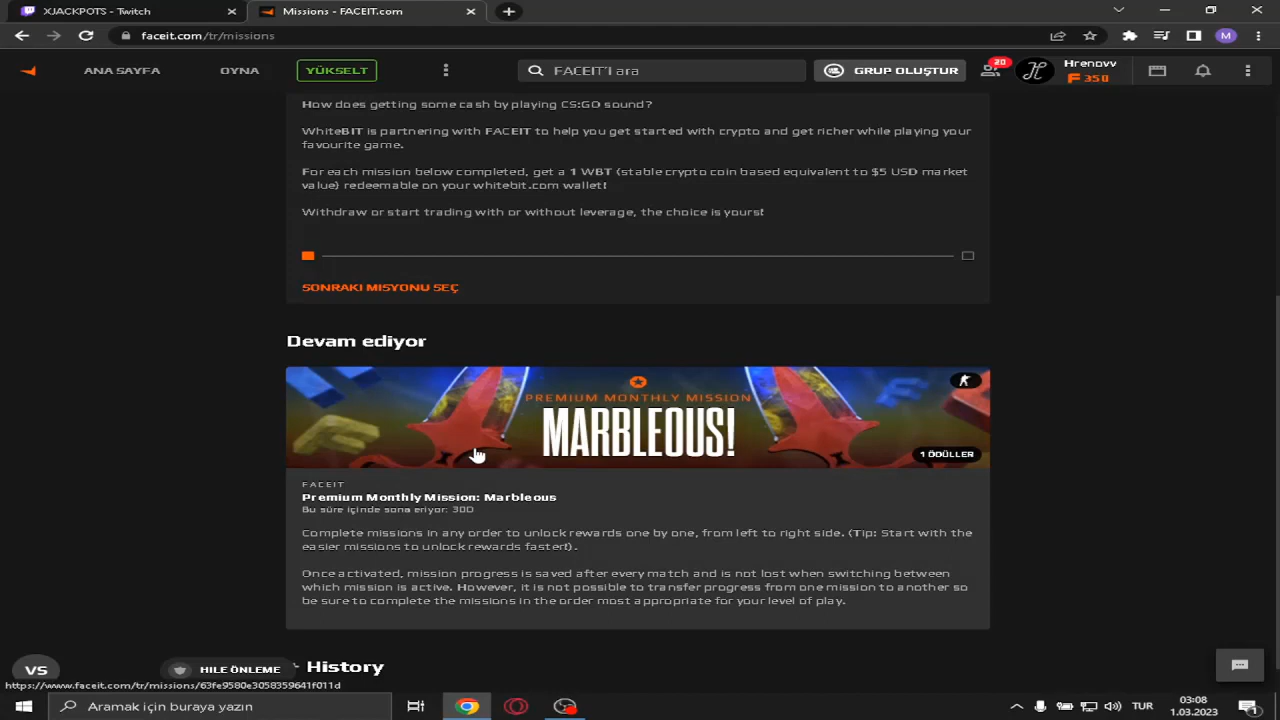 XJACKPOTS - Twitch
Missions - FACEIT.com
faceit.com/tr/missions
M
ANA SAYFA
OYNA
YÜKSELT
FACEIT'i ara
GRUP OLUŞTUR
20
Hrenovv
350
How does getting some cash by playing CS:GO sound?
WhiteBIT is partnering with FACEIT to help you get started with crypto and get richer while playing your
favourite game.
For each mission below completed, get a 1 WBT (stable crypto coin based equivalent to $5 USD market
value) redeemable on your whitebit.com wallet!
Withdraw or start trading with or without leverage, the choice is yours!
SONRAKI MISYONU SEÇ
Devam ediyor
PREMIUM MONTHLY MISSION
MARBLEOUS!
1 ÖDÜLLER
FACEIT
Premium Monthly Mission: Marbleous
Bu süre içinde sona eriyor: 30D
Complete missions in any order to unlock rewards one by one, from left to right side. (Tip: Start with the
easier missions to unlock rewards faster!).
Once activated, mission progress is saved after every match and is not lost when switching between
which mission is active. However, it is not possible to transfer progress from one mission to another so
be sure to complete the missions in the order most appropriate for your level of play.
VS
HILE ÖNLEME
History
https://www.faceit.com/tr/missions/63fe9580e3058359641f011d
Aramak için buraya yazın
TUR
03:08
1.03.2023
1